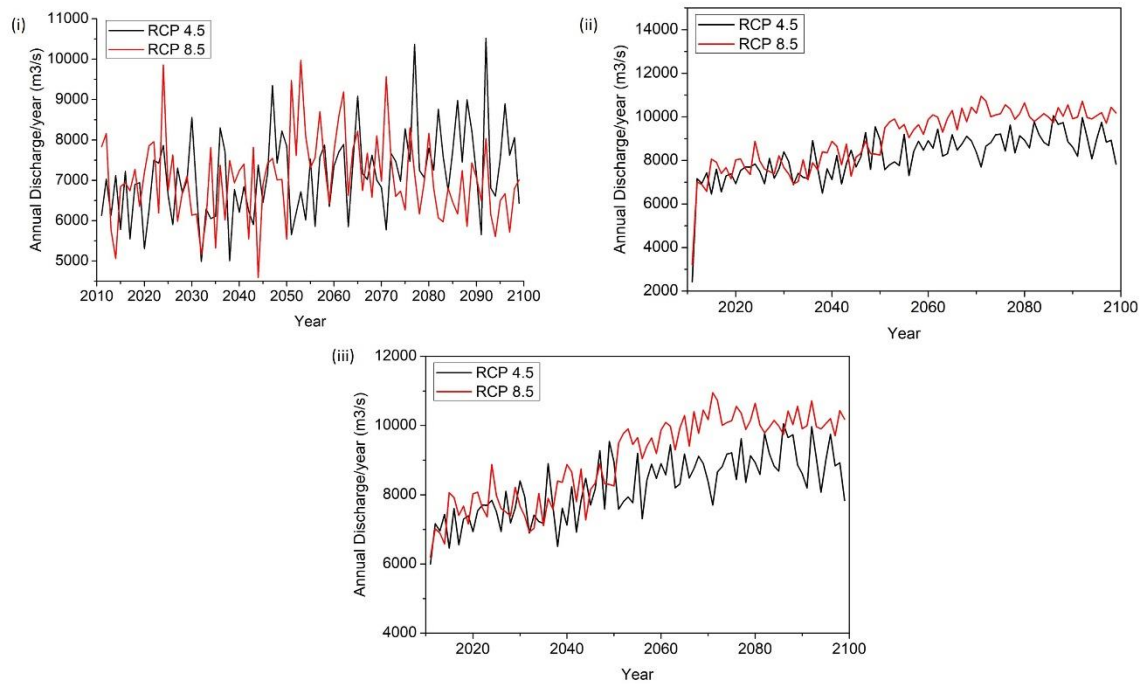 (i)
RCP 4.5
RCP 8.5
Annual Discharge/year (m3/s)
11000
10000
9000
8000
7000
6000
5000
2010 2020 2030 2040 2050 2060 2070 2080 2090 2100
Year
(ii)
RCP 4.5
RCP 8.5
Annual Discharge/year (m3/s)
14000
12000
10000
8000
6000
4000
2000
2020 2040 2060 2080 2100
Year
(iii)
RCP 4.5
RCP 8.5
Annual Discharge/year (m3/s)
12000
10000
8000
6000
4000
2020 2040 2060 2080 2100
Year